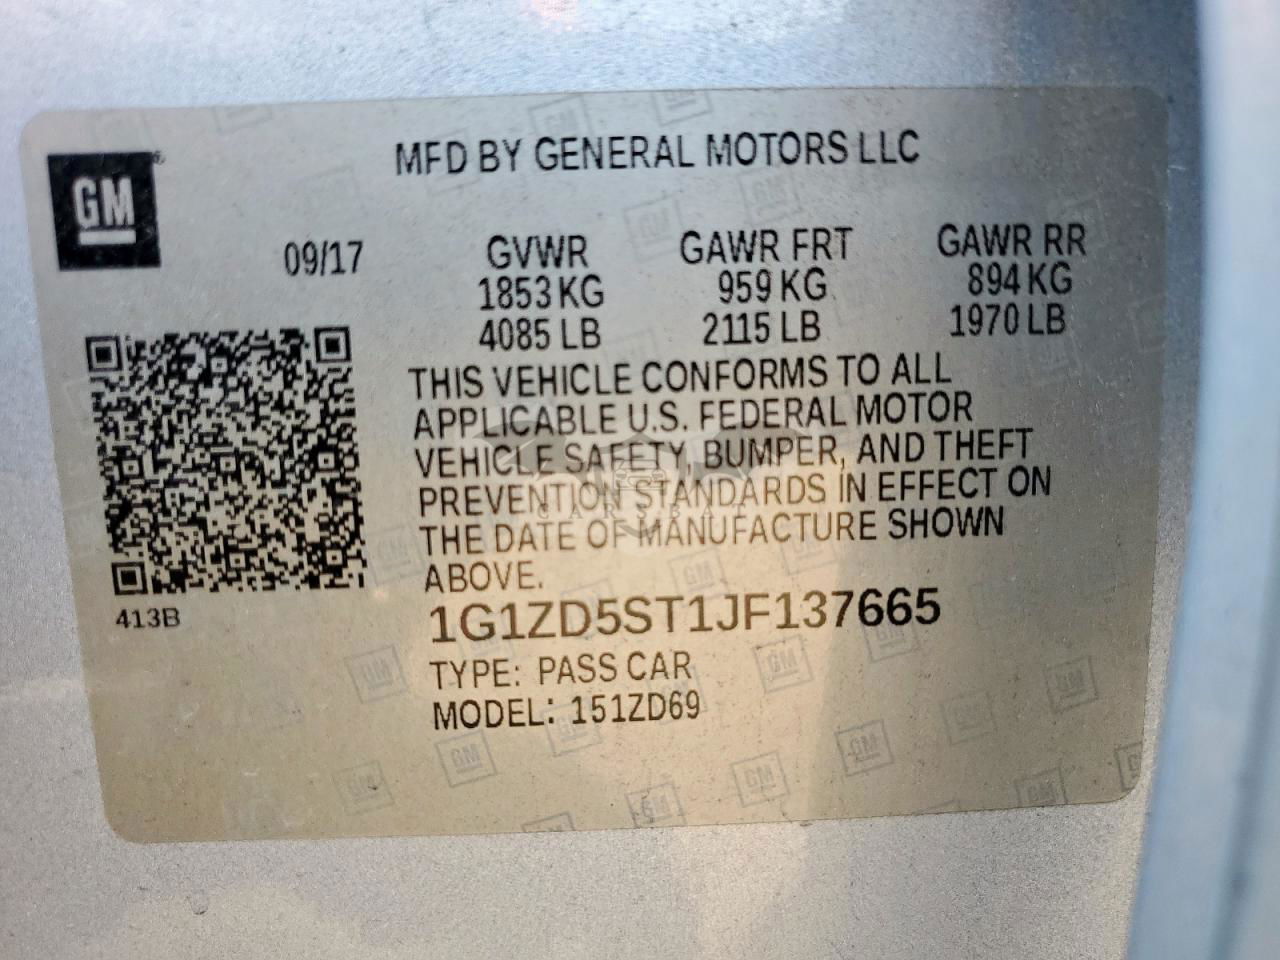 MFD BY GENERAL MOTORS LLC
GM
09/17
GVWR GAWR FRT GAWR RR
1853 KG 959 KG 894 KG
4085 LB 2115 LB 1970 LB
THIS VEHICLE CONFORMS TO ALL
APPLICABLE U.S. FEDERAL MOTOR
VEHICLE SAFETY, BUMPER, AND THEFT
PREVENTION STANDARDS IN EFFECT ON
THE DATE OF MANUFACTURE SHOWN
ABOVE.
413B
1G1ZD5ST1JF137665
TYPE: PASS CAR
MODEL: 151ZD69